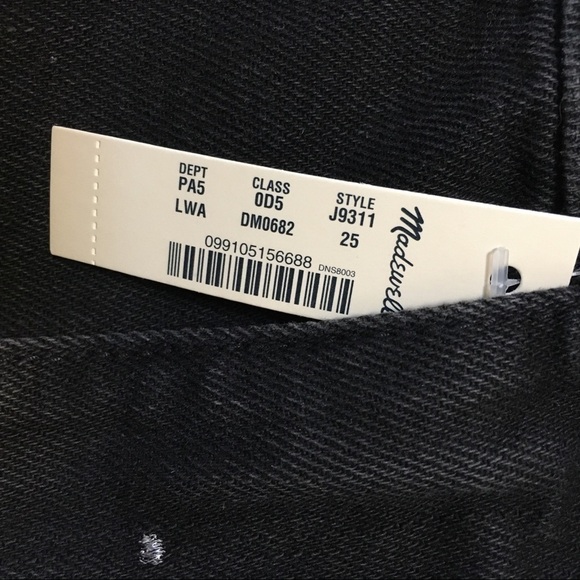 DEPT CLASS STYLE
PA5 0D5 J9311
LWA DM0682 25
099105156688 DNS8003
Madewell